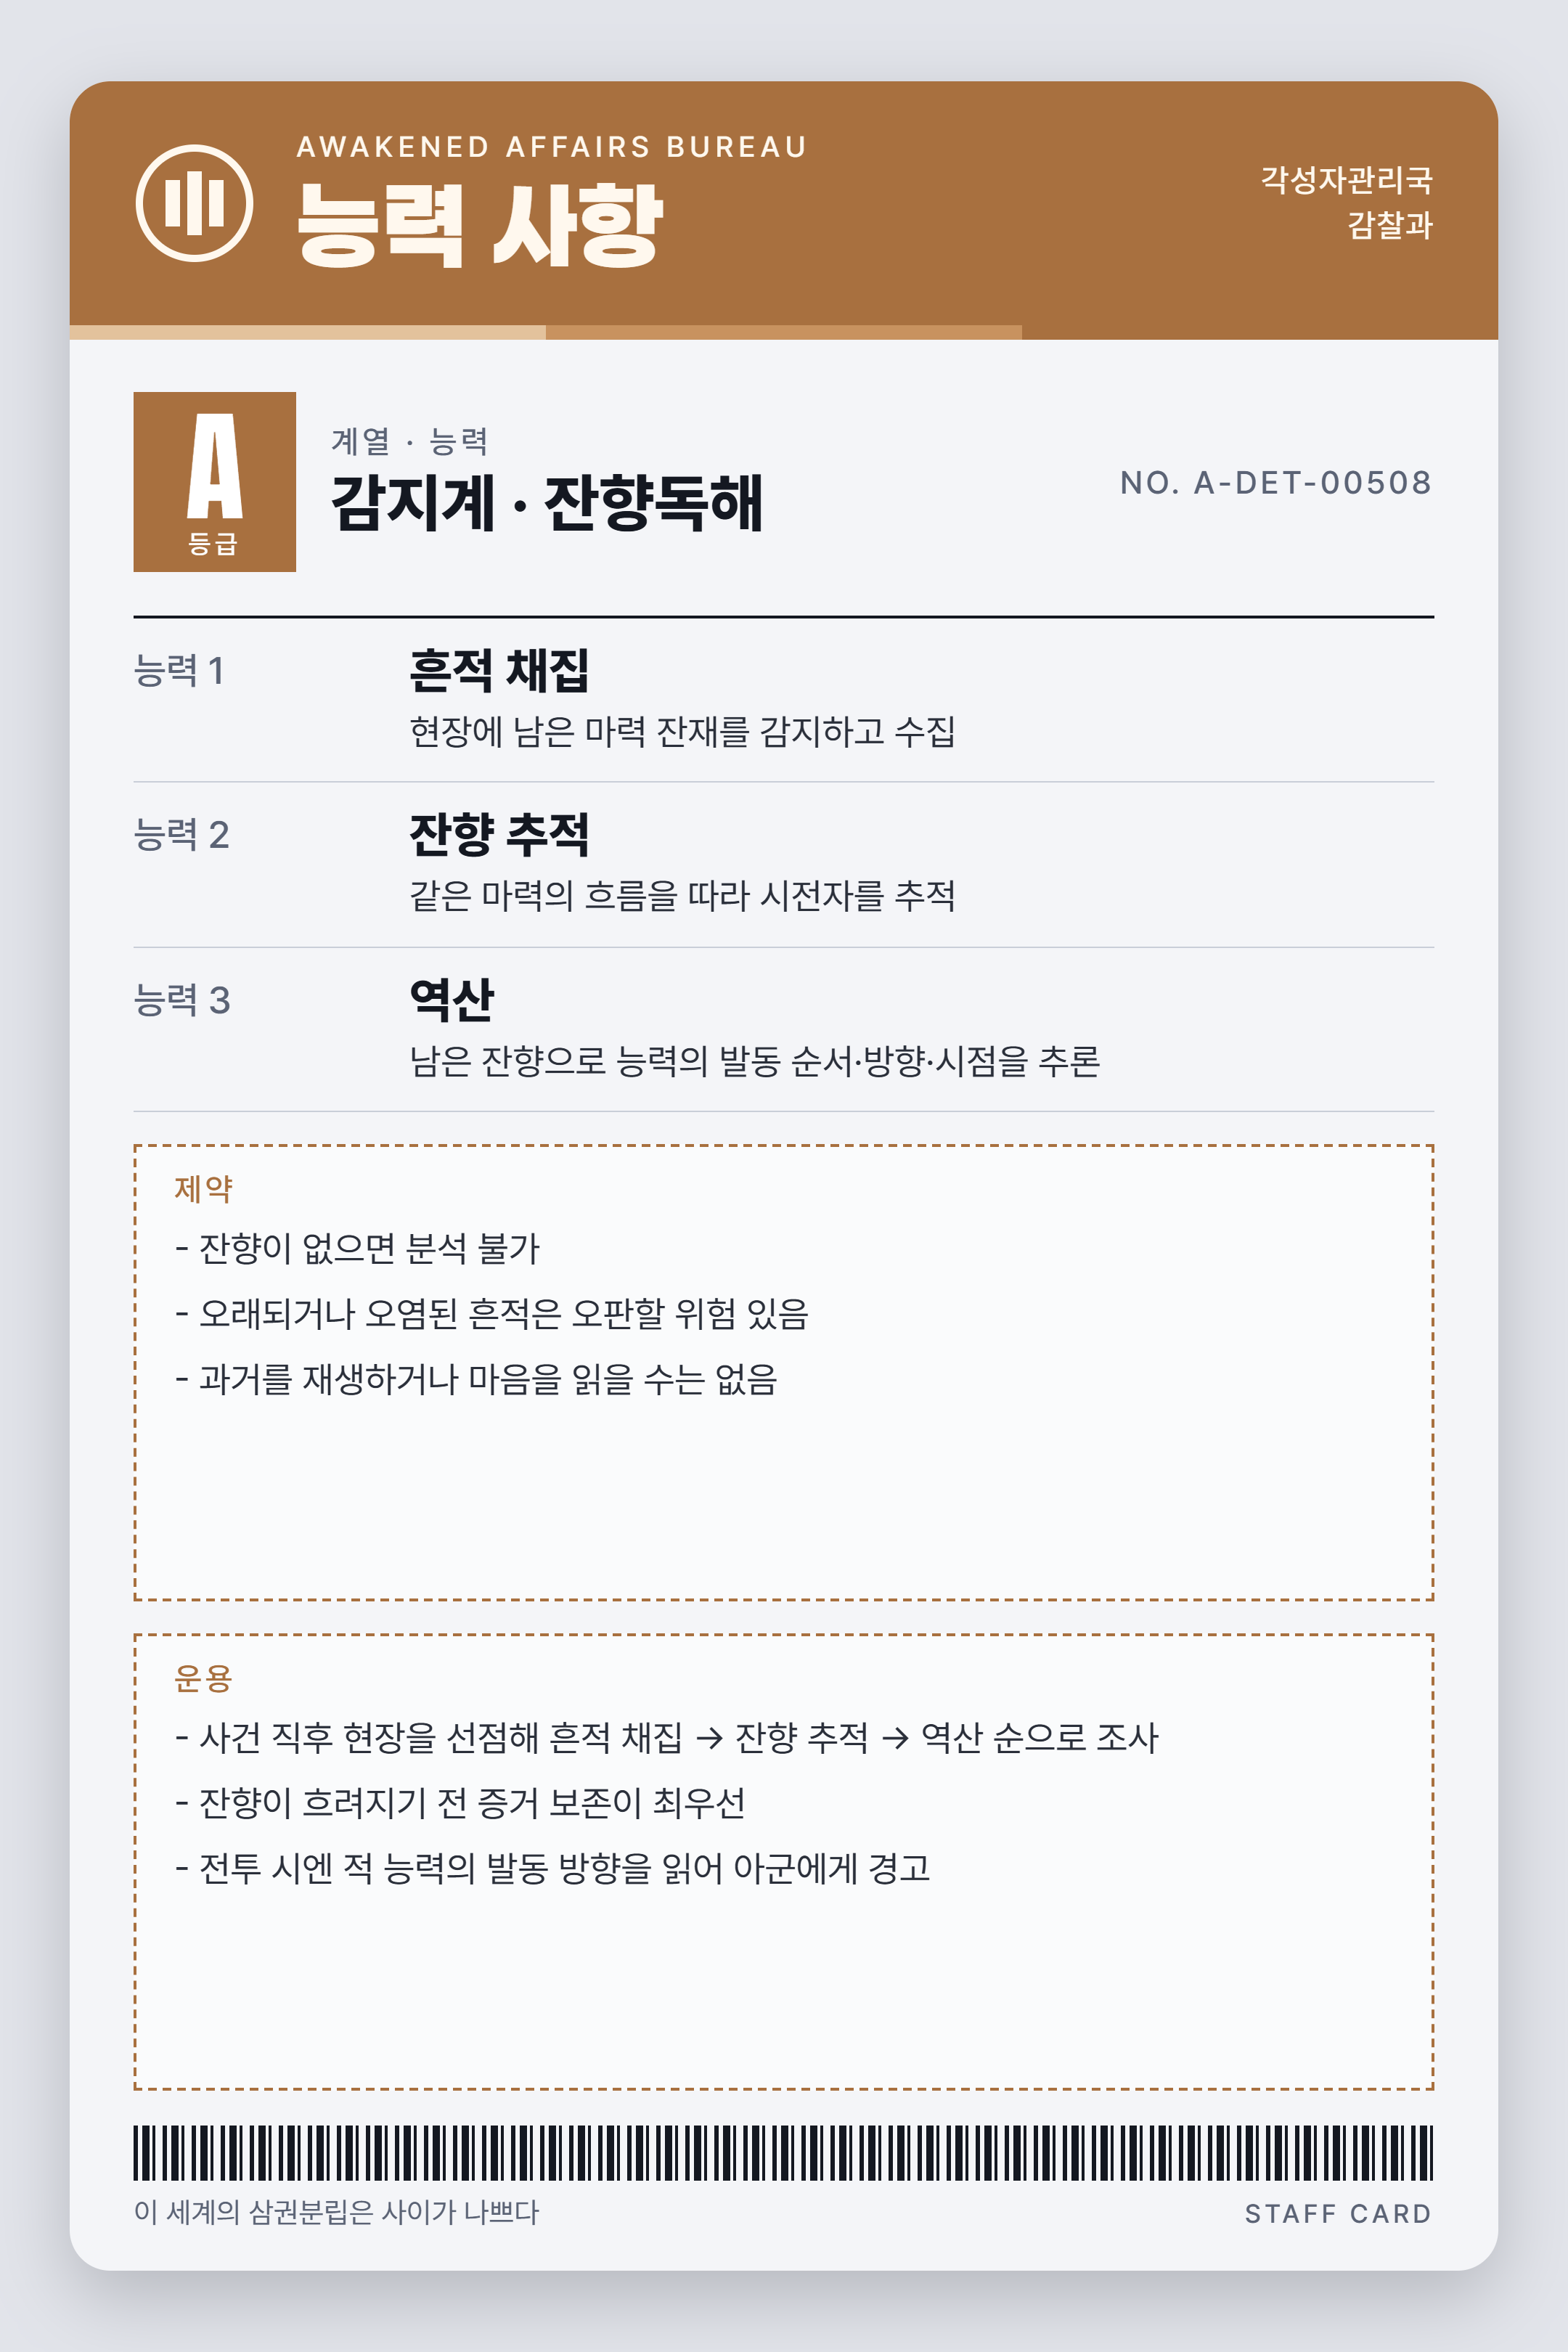 AWAKENED AFFAIRS BUREAU
능력 사항
각성자관리국
감찰과
A
등급
계열 · 능력
감지계 · 잔향독해
NO. A-DET-00508
능력 1
흔적 채집
현장에 남은 마력 잔재를 감지하고 수집
능력 2
잔향 추적
같은 마력의 흐름을 따라 시전자를 추적
능력 3
역산
남은 잔향으로 능력의 발동 순서·방향·시점을 추론
제약
- 잔향이 없으면 분석 불가
- 오래되거나 오염된 흔적은 오판할 위험 있음
- 과거를 재생하거나 마음을 읽을 수는 없음
운용
- 사건 직후 현장을 선점해 흔적 채집 → 잔향 추적 → 역산 순으로 조사
- 잔향이 흐려지기 전 증거 보존이 최우선
- 전투 시엔 적 능력의 발동 방향을 읽어 아군에게 경고
이 세계의 삼권분립은 사이가 나쁘다
STAFF CARD